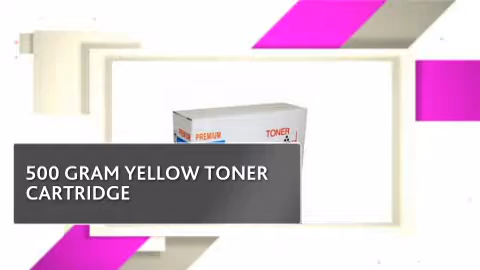 PREMIUM TONER
500 GRAM YELLOW TONER
CARTRIDGE